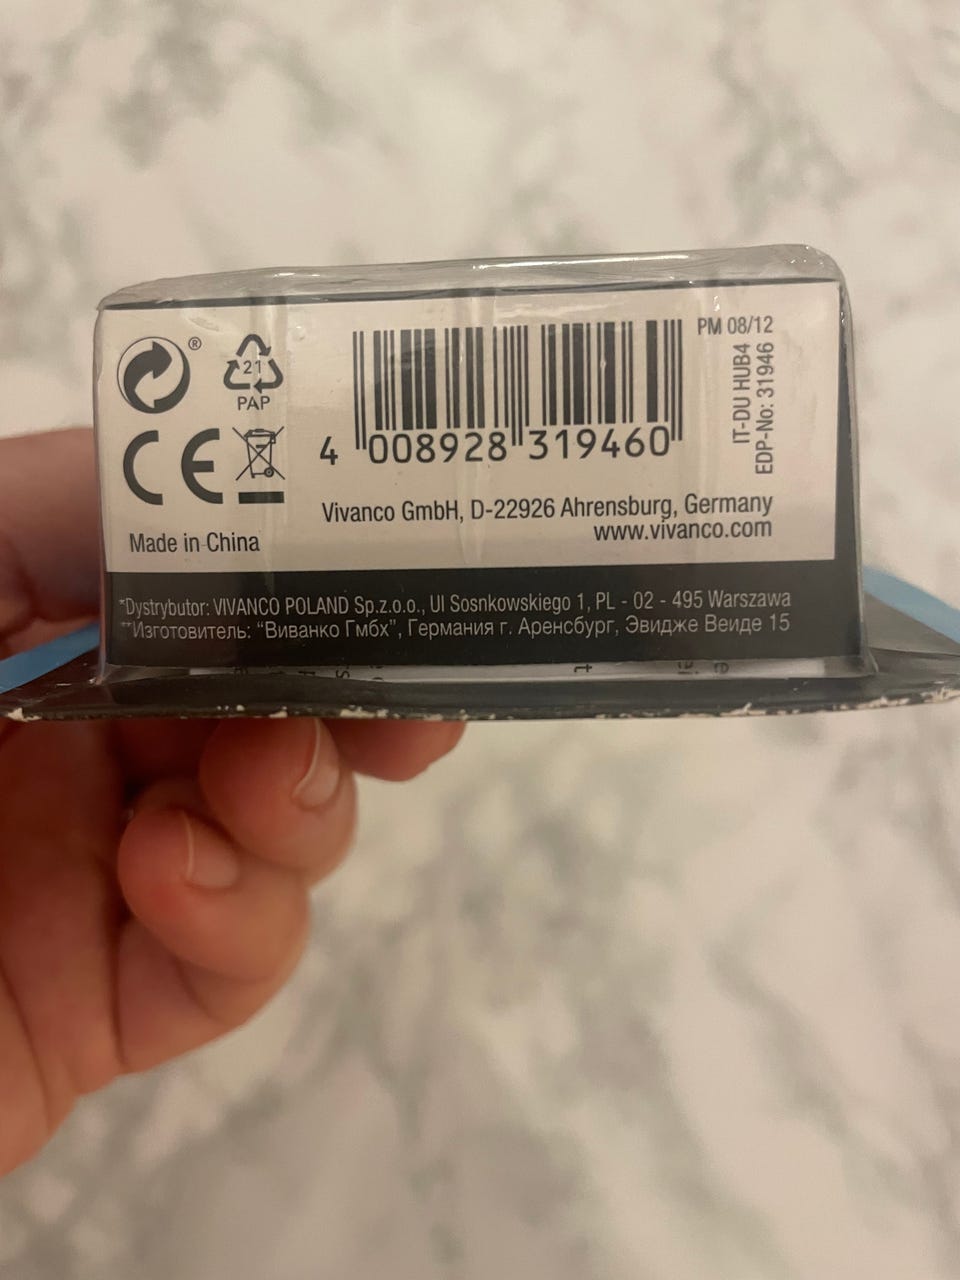 ®
21
PAP
CE
Made in China
4 008928 319460
PM 08/12
IT-DU HUB4
EDP-No: 31946
Vivanco GmbH, D-22926 Ahrensburg, Germany
www.vivanco.com
*Dystrybutor: VIVANCO POLAND Sp.z.o.o., Ul Sosnkowskiego 1, PL - 02 - 495 Warszawa
**Изготовитель: “Виванко Гмбх”, Германия г. Аренсбург, Эвидже Веиде 15